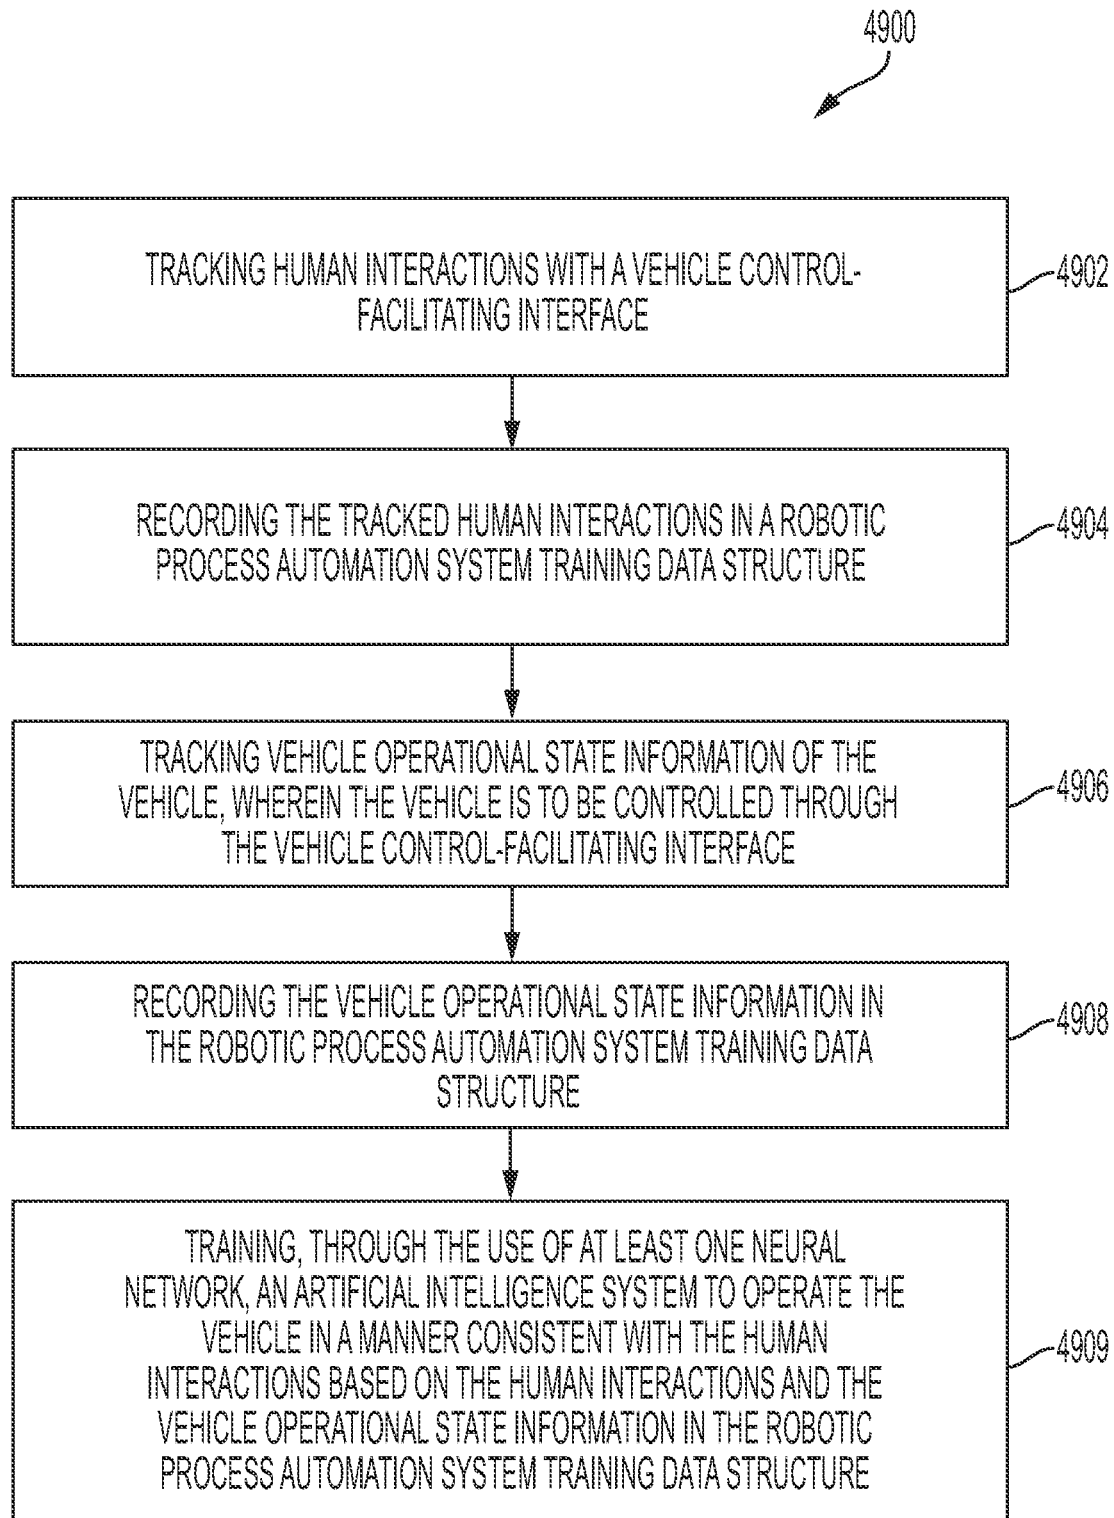 4900
TRACKING HUMAN INTERACTIONS WITH A VEHICLE CONTROL-
FACILITATING INTERFACE
4902
RECORDING THE TRACKED HUMAN INTERACTIONS IN A ROBOTIC
PROCESS AUTOMATION SYSTEM TRAINING DATA STRUCTURE
4904
TRACKING VEHICLE OPERATIONAL STATE INFORMATION OF THE
VEHICLE, WHEREIN THE VEHICLE IS TO BE CONTROLLED THROUGH
THE VEHICLE CONTROL-FACILITATING INTERFACE
4906
RECORDING THE VEHICLE OPERATIONAL STATE INFORMATION IN
THE ROBOTIC PROCESS AUTOMATION SYSTEM TRAINING DATA
STRUCTURE
4908
TRAINING, THROUGH THE USE OF AT LEAST ONE NEURAL
NETWORK, AN ARTIFICIAL INTELLIGENCE SYSTEM TO OPERATE THE
VEHICLE IN A MANNER CONSISTENT WITH THE HUMAN
INTERACTIONS BASED ON THE HUMAN INTERACTIONS AND THE
VEHICLE OPERATIONAL STATE INFORMATION IN THE ROBOTIC
PROCESS AUTOMATION SYSTEM TRAINING DATA STRUCTURE
4909